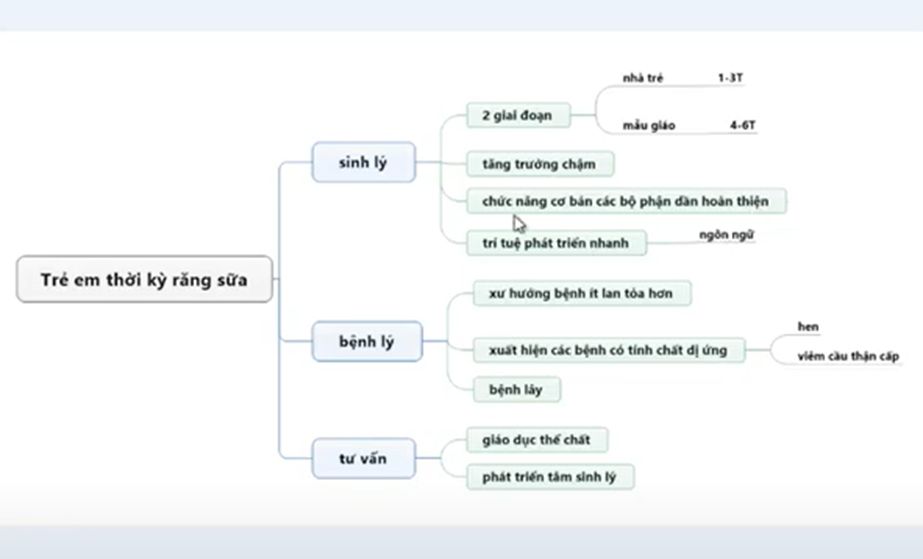 Trẻ em thời kỳ răng sữa
sinh lý
2 giai đoạn
nhà trẻ 1-3T
mẫu giáo 4-6T
tăng trưởng chậm
chức năng cơ bản các bộ phận dần hoàn thiện
trí tuệ phát triển nhanh
ngôn ngữ
bệnh lý
xư hướng bệnh ít lan tỏa hơn
xuất hiện các bệnh có tính chất dị ứng
hen
viêm cầu thận cấp
bệnh lây
tư vấn
giáo dục thể chất
phát triển tâm sinh lý